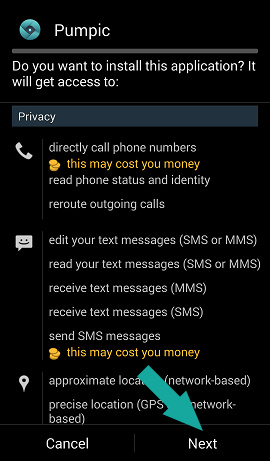 Pumpic
Do you want to install this application? It
will get access to:
Privacy
directly call phone numbers
this may cost you money
read phone status and identity
reroute outgoing calls
edit your text messages (SMS or MMS)
read your text messages (SMS or MMS)
receive text messages (MMS)
receive text messages (SMS)
send SMS messages
this may cost you money
approximate location (network-based)
precise location (GPS network-
based)
Cancel Next